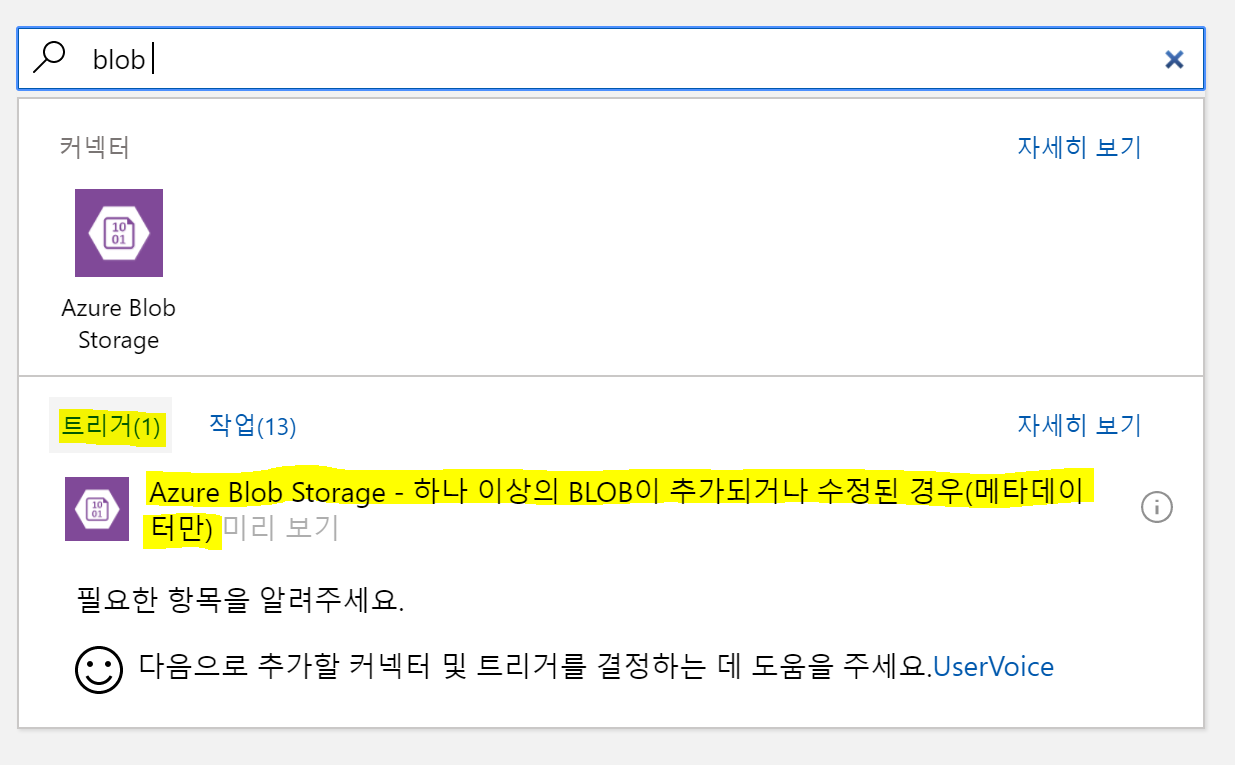 blob
커넥터
자세히 보기
10
01
Azure Blob
Storage
트리거(1) 작업(13)
자세히 보기
10
01
Azure Blob Storage - 하나 이상의 BLOB이 추가되거나 수정된 경우(메타데이
터만) 미리 보기
필요한 항목을 알려주세요.
다음으로 추가할 커넥터 및 트리거를 결정하는 데 도움을 주세요.UserVoice